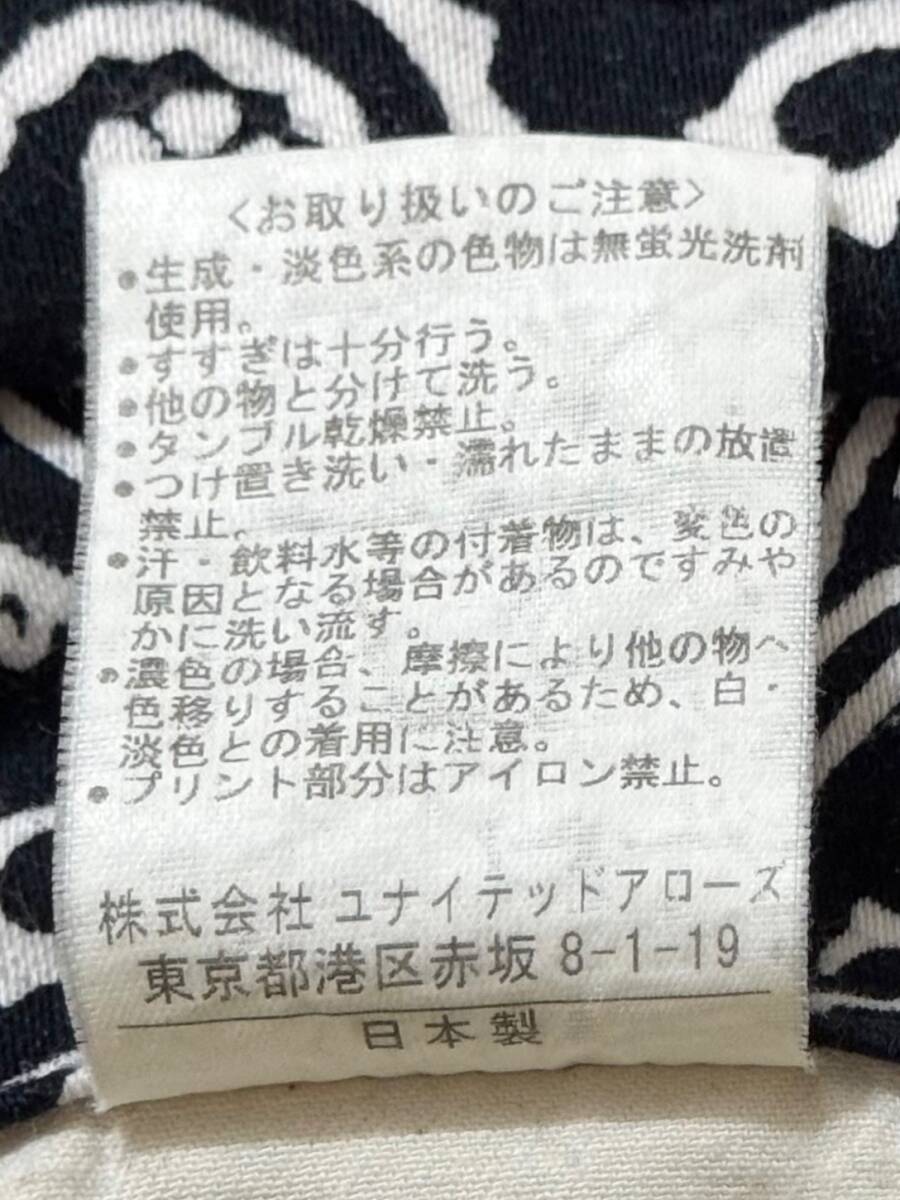 <お取り扱いのご注意>
•生成・淡色系の色物は無蛍光洗剤
使用。
•すすぎは十分行う。
•他の物と分けて洗う。
•タンブル乾燥禁止。
•つけ置き洗い・濡れたままの放置
禁止。
•汗・飲料水等の付着物は、変色の
原因となる場合があるのですみや
かに洗い流す。
•濃色の場合、摩擦により他の物へ
色移りすることがあるため、白・
淡色との着用に注意。
•プリント部分はアイロン禁止。
株式会社 ユナイテッドアローズ
東京都港区赤坂 8-1-19
日本製